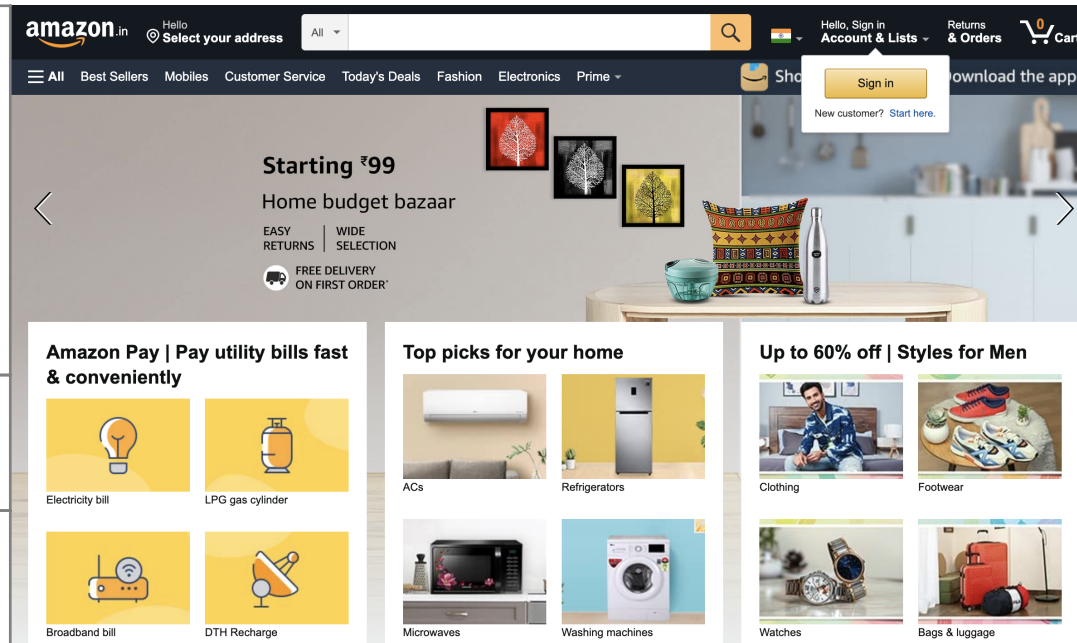 amazon.in
Hello
Select your address
All
Hello, Sign in
Account & Lists
Returns
& Orders
0
Cart
All
Best Sellers
Mobiles
Customer Service
Today's Deals
Fashion
Electronics
Prime
Sho
ownload the app
Sign in
New customer? Start here.
Starting ₹99
Home budget bazaar
EASY
RETURNS
WIDE
SELECTION
FREE DELIVERY
ON FIRST ORDER*
Amazon Pay | Pay utility bills fast
& conveniently
Electricity bill
LPG gas cylinder
Broadband bill
DTH Recharge
Top picks for your home
ACs
Refrigerators
Microwaves
Washing machines
Up to 60% off | Styles for Men
Clothing
Footwear
Watches
Bags & luggage